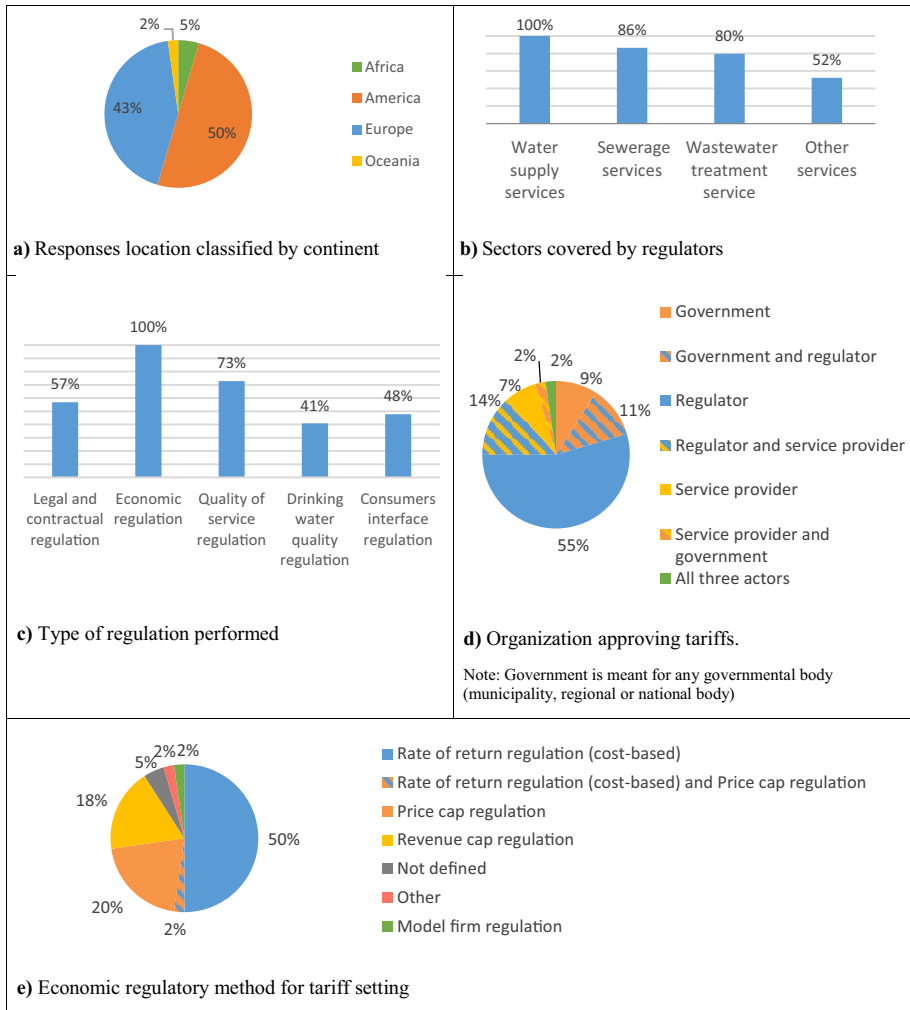 2%
5%
43%
50%
Africa
America
Europe
Oceania
a) Responses location classified by continent
100%
86%
80%
52%
Water
supply
services
Sewerage
services
Wastewater
treatment
service
Other
services
b) Sectors covered by regulators
57%
100%
73%
41%
48%
Legal and
contractual
regulation
Economic
regulation
Quality of
service
regulation
Drinking
water
quality
regulation
Consumers
interface
regulation
c) Type of regulation performed
2%
2%
7%
9%
14%
11%
55%
Government
Government and regulator
Regulator
Regulator and service provider
Service provider
Service provider and
government
All three actors
d) Organization approving tariffs.
Note: Government is meant for any governmental body
(municipality, regional or national body)
2%
2%
5%
18%
50%
20%
2%
Rate of return regulation (cost-based)
Rate of return regulation (cost-based) and Price cap regulation
Price cap regulation
Revenue cap regulation
Not defined
Other
Model firm regulation
e) Economic regulatory method for tariff setting